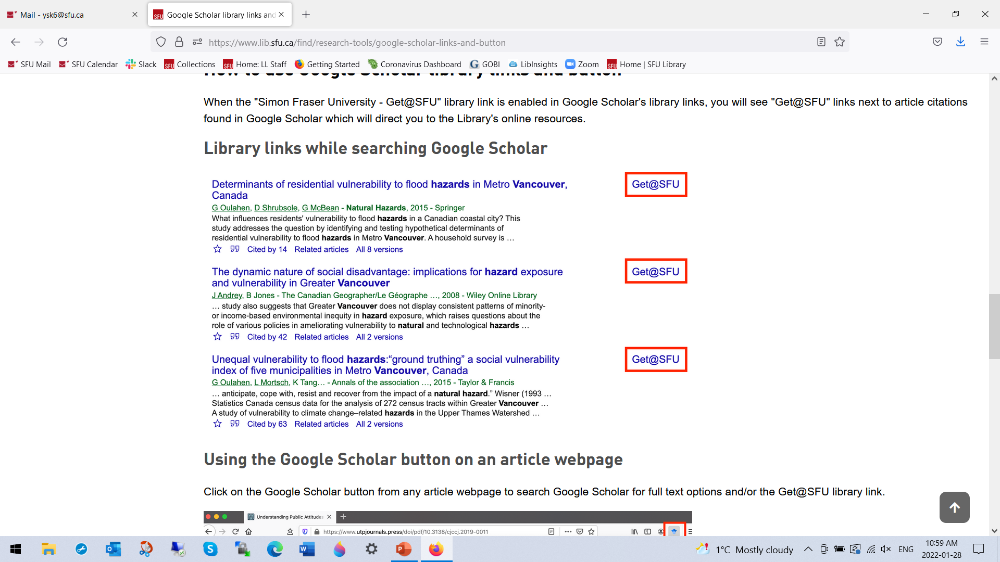 Mail - ysk6@sfu.ca
Google Scholar library links and
https://www.lib.sfu.ca/find/research-tools/google-scholar-links-and-button
SFU Mail SFU Calendar Slack Collections Home: LL Staff Getting Started Coronavirus Dashboard GOBI LibInsights Zoom Home | SFU Library
How to use Google Scholar library links and button
When the "Simon Fraser University - Get@SFU" library link is enabled in Google Scholar's library links, you will see "Get@SFU" links next to article citations
found in Google Scholar which will direct you to the Library's online resources.
Library links while searching Google Scholar
Determinants of residential vulnerability to flood hazards in Metro Vancouver, Get@SFU
Canada
G Oulahen, D Shrubsole, G McBean - Natural Hazards, 2015 - Springer
What influences residents' vulnerability to flood hazards in a Canadian coastal city? This
study addresses the question by identifying and testing hypothetical determinants of
residential vulnerability to flood hazards in Metro Vancouver. A household survey is …
Cited by 14 Related articles All 8 versions
The dynamic nature of social disadvantage: implications for hazard exposure Get@SFU
and vulnerability in Greater Vancouver
J Andrey, B Jones - The Canadian Geographer/Le Géographe …, 2008 - Wiley Online Library
… study also suggests that Greater Vancouver does not display consistent patterns of minority-
or income-based environmental inequity in hazard exposure, which raises questions about the
role of various policies in ameliorating vulnerability to natural and technological hazards …
Cited by 42 Related articles All 2 versions
Unequal vulnerability to flood hazards:“ground truthing” a social vulnerability Get@SFU
index of five municipalities in Metro Vancouver, Canada
G Oulahen, L Mortsch, K Tang… - Annals of the association …, 2015 - Taylor & Francis
… anticipate, cope with, resist and recover from the impact of a natural hazard.” Wisner (1993 …
Statistics Canada census data for the analysis of 272 census tracts within Greater Vancouver …
A study of vulnerability to climate change–related hazards in the Upper Thames Watershed …
Cited by 63 Related articles All 2 versions
Using the Google Scholar button on an article webpage
Click on the Google Scholar button from any article webpage to search Google Scholar for full text options and/or the Get@SFU library link.
Understanding Public Attitudes
https://www.utpjournals.press/doi/pdf/10.3138/cjccj.2019-0011
1°C Mostly cloudy ENG 10:59 AM
2022-01-28